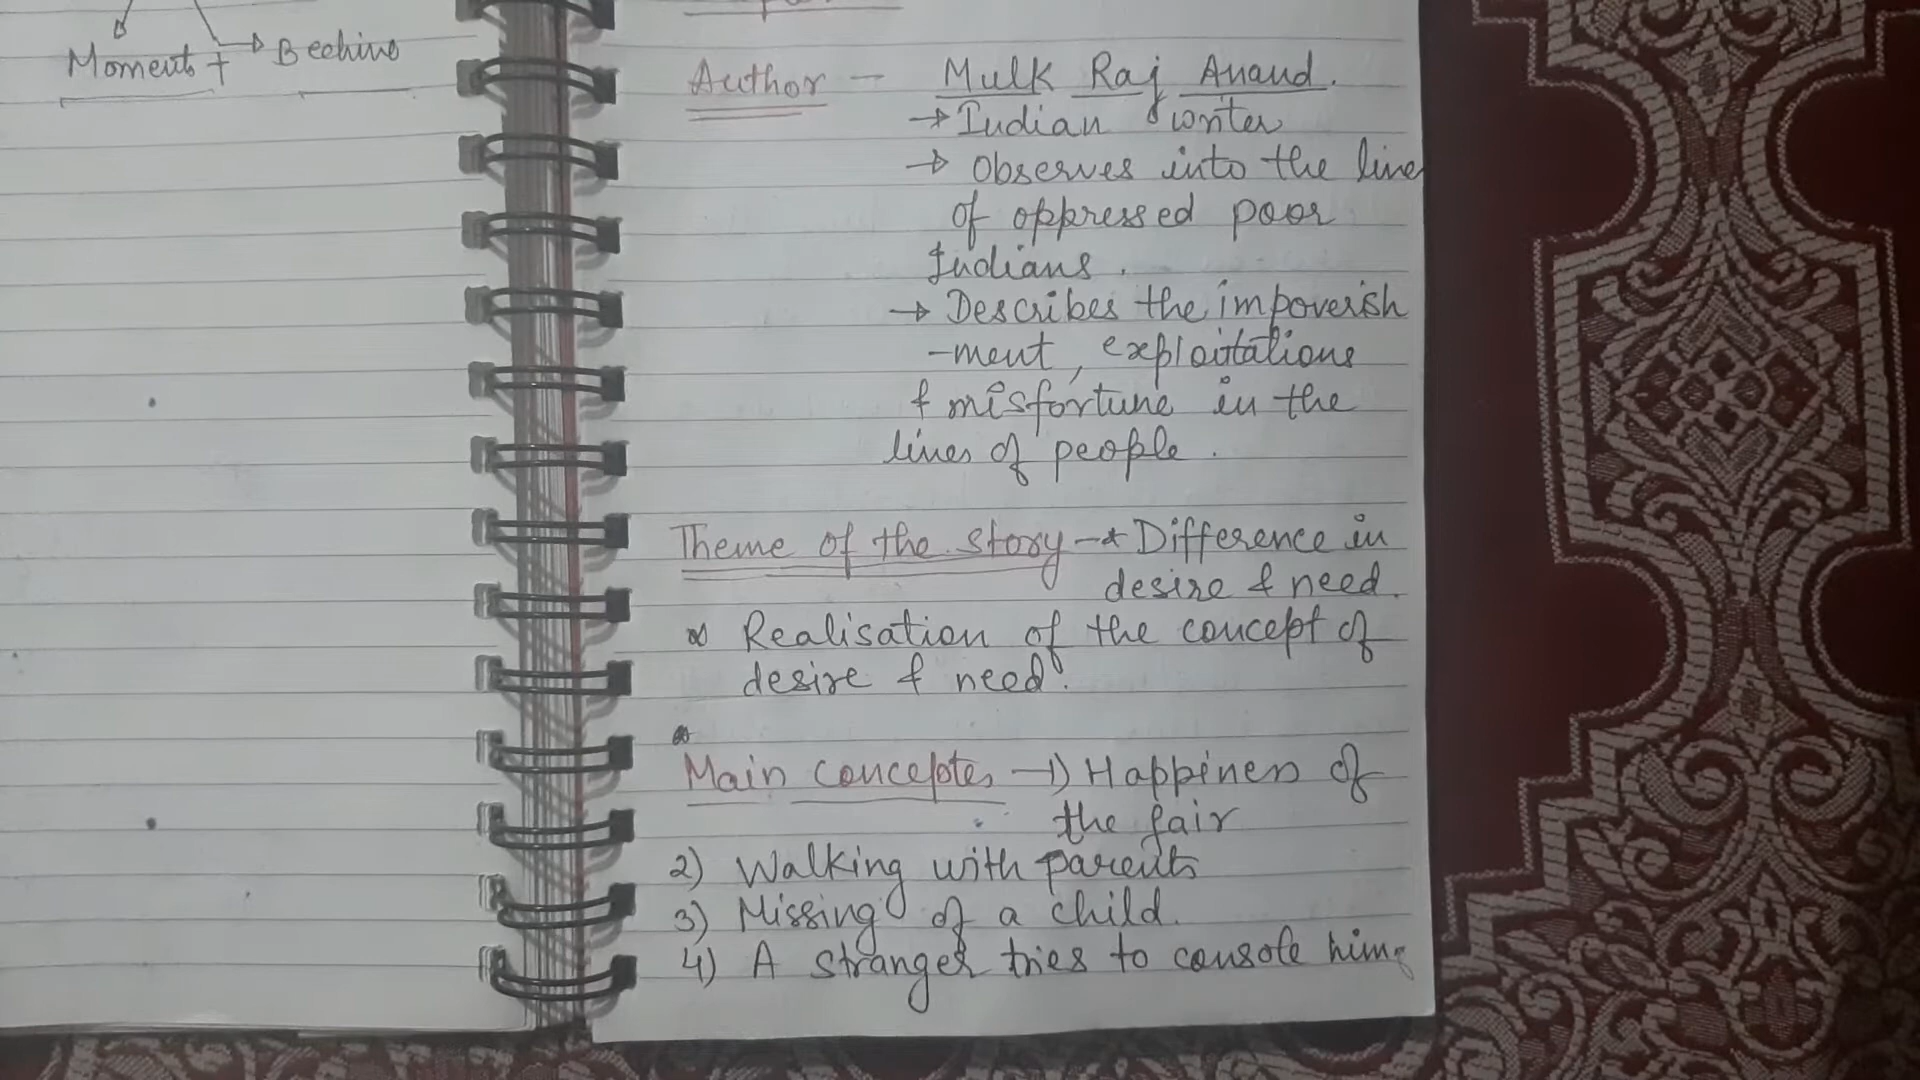 Moments + Beehive
Author - Mulk Raj Anand.
→ Indian writer
→ Observes into the lives
of oppressed poor
Indians.
→ Describes the impoverish
-ment, exploitations
& misfortune in the
lives of people.
Theme of the story -* Difference in
desire & need.
Realisation of the concept of
desire & need.
Main concepts - 1) Happiness of
the fair
2) Walking with parents
3) Missing of a child.
4) A stranger tries to console him